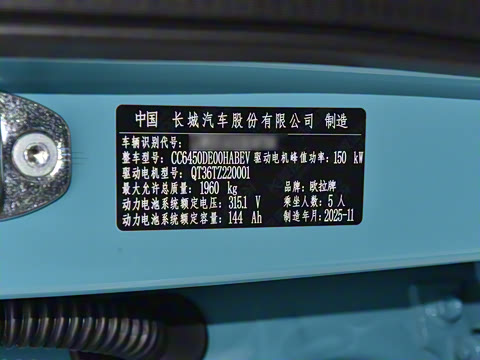 中国 长城汽车股份有限公司 制造
车辆识别代号:
整车型号: CC6450DE00HABEV 驱动电机峰值功率: 150 kW
驱动电机型号: QT36TZ220001
最大允许总质量: 1960 kg 品牌: 欧拉牌
动力电池系统额定电压: 315.1 V 乘坐人数: 5 人
动力电池系统额定容量: 144 Ah 制造年月: 2025-11